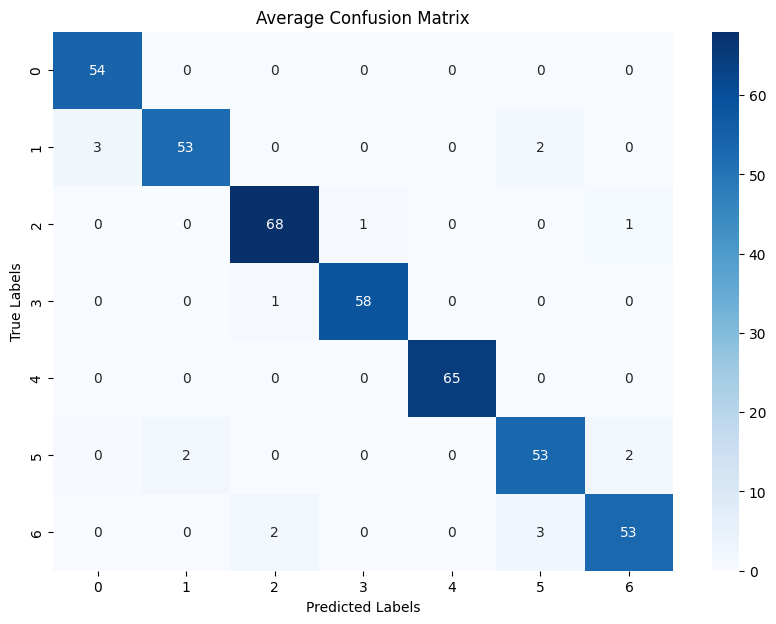 Average Confusion Matrix
True Labels
0 54 0 0 0 0 0 0
1 3 53 0 0 0 2 0
2 0 0 68 1 0 0 1
3 0 0 1 58 0 0 0
4 0 0 0 0 65 0 0
5 0 2 0 0 0 53 2
6 0 0 2 0 0 3 53
0 1 2 3 4 5 6
Predicted Labels
60
50
40
30
20
10
0